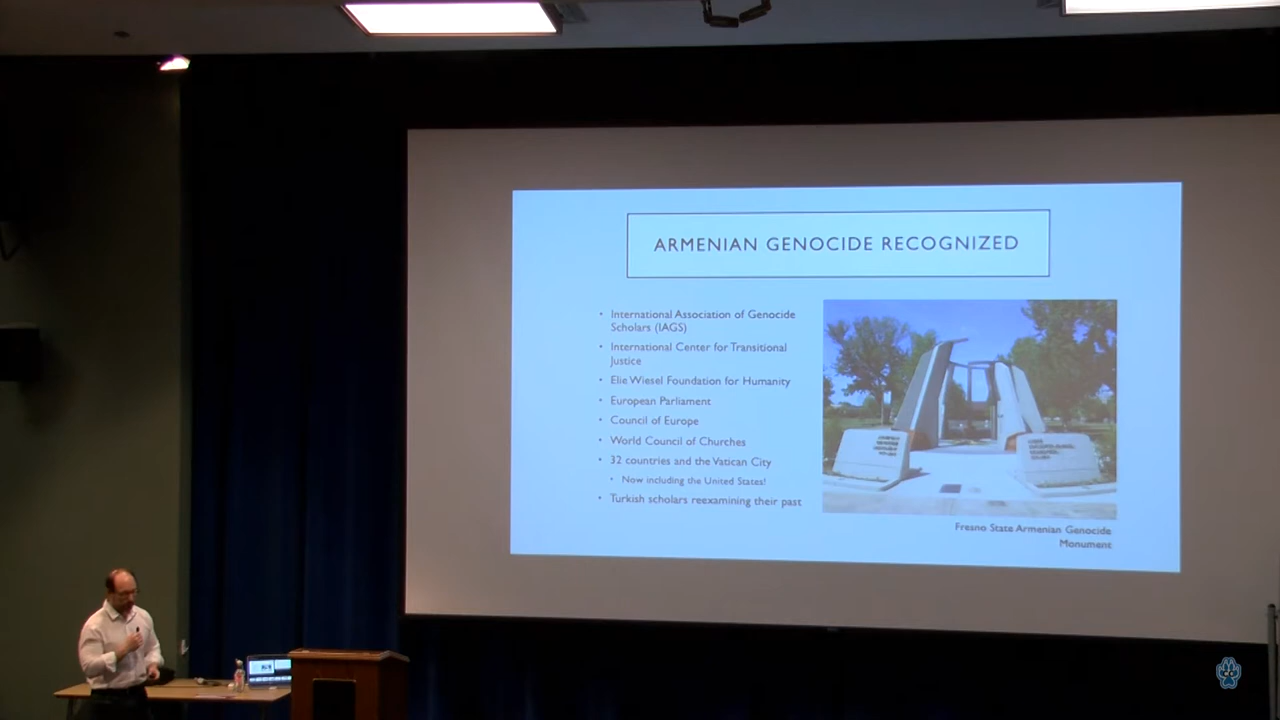 ARMENIAN GENOCIDE RECOGNIZED
• International Association of Genocide
Scholars (IAGS)
• International Center for Transitional
Justice
• Elie Wiesel Foundation for Humanity
• European Parliament
• Council of Europe
• World Council of Churches
• 32 countries and the Vatican City
• Now including the United States!
• Turkish scholars reexamining their past
Fresno State Armenian Genocide
Monument